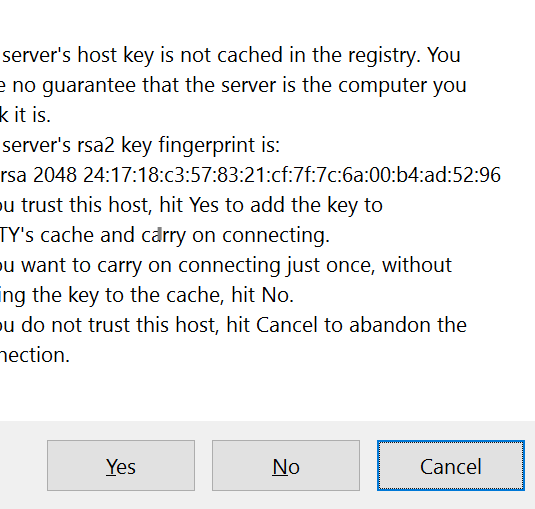 server's host key is not cached in the registry. You
e no guarantee that the server is the computer you
k it is.
server's rsa2 key fingerprint is:
rsa 2048 24:17:18:c3:57:83:21:cf:7f:7c:6a:00:b4:ad:52:96
ou trust this host, hit Yes to add the key to
TY's cache and carry on connecting.
ou want to carry on connecting just once, without
ing the key to the cache, hit No.
ou do not trust this host, hit Cancel to abandon the
nection.
Yes No Cancel